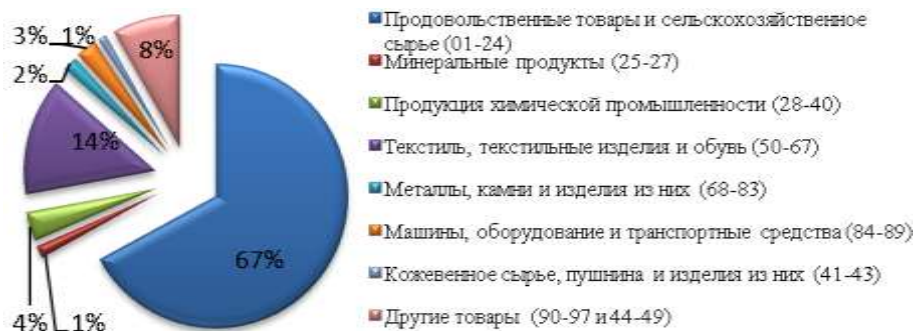 3% 1%
8%
2%
14%
67%
4% 1%
Продовольственные товары и сельскохозяйственное
сырье (01-24)
Минеральные продукты (25-27)
Продукция химической промышленности (28-40)
Текстиль, текстильные изделия и обувь (50-67)
Металлы, камни и изделия из них (68-83)
Машины, оборудование и транспортные средства (84-89)
Кожевенное сырье, пушнина и изделия из них (41-43)
Другие товары (90-97 и 44-49)